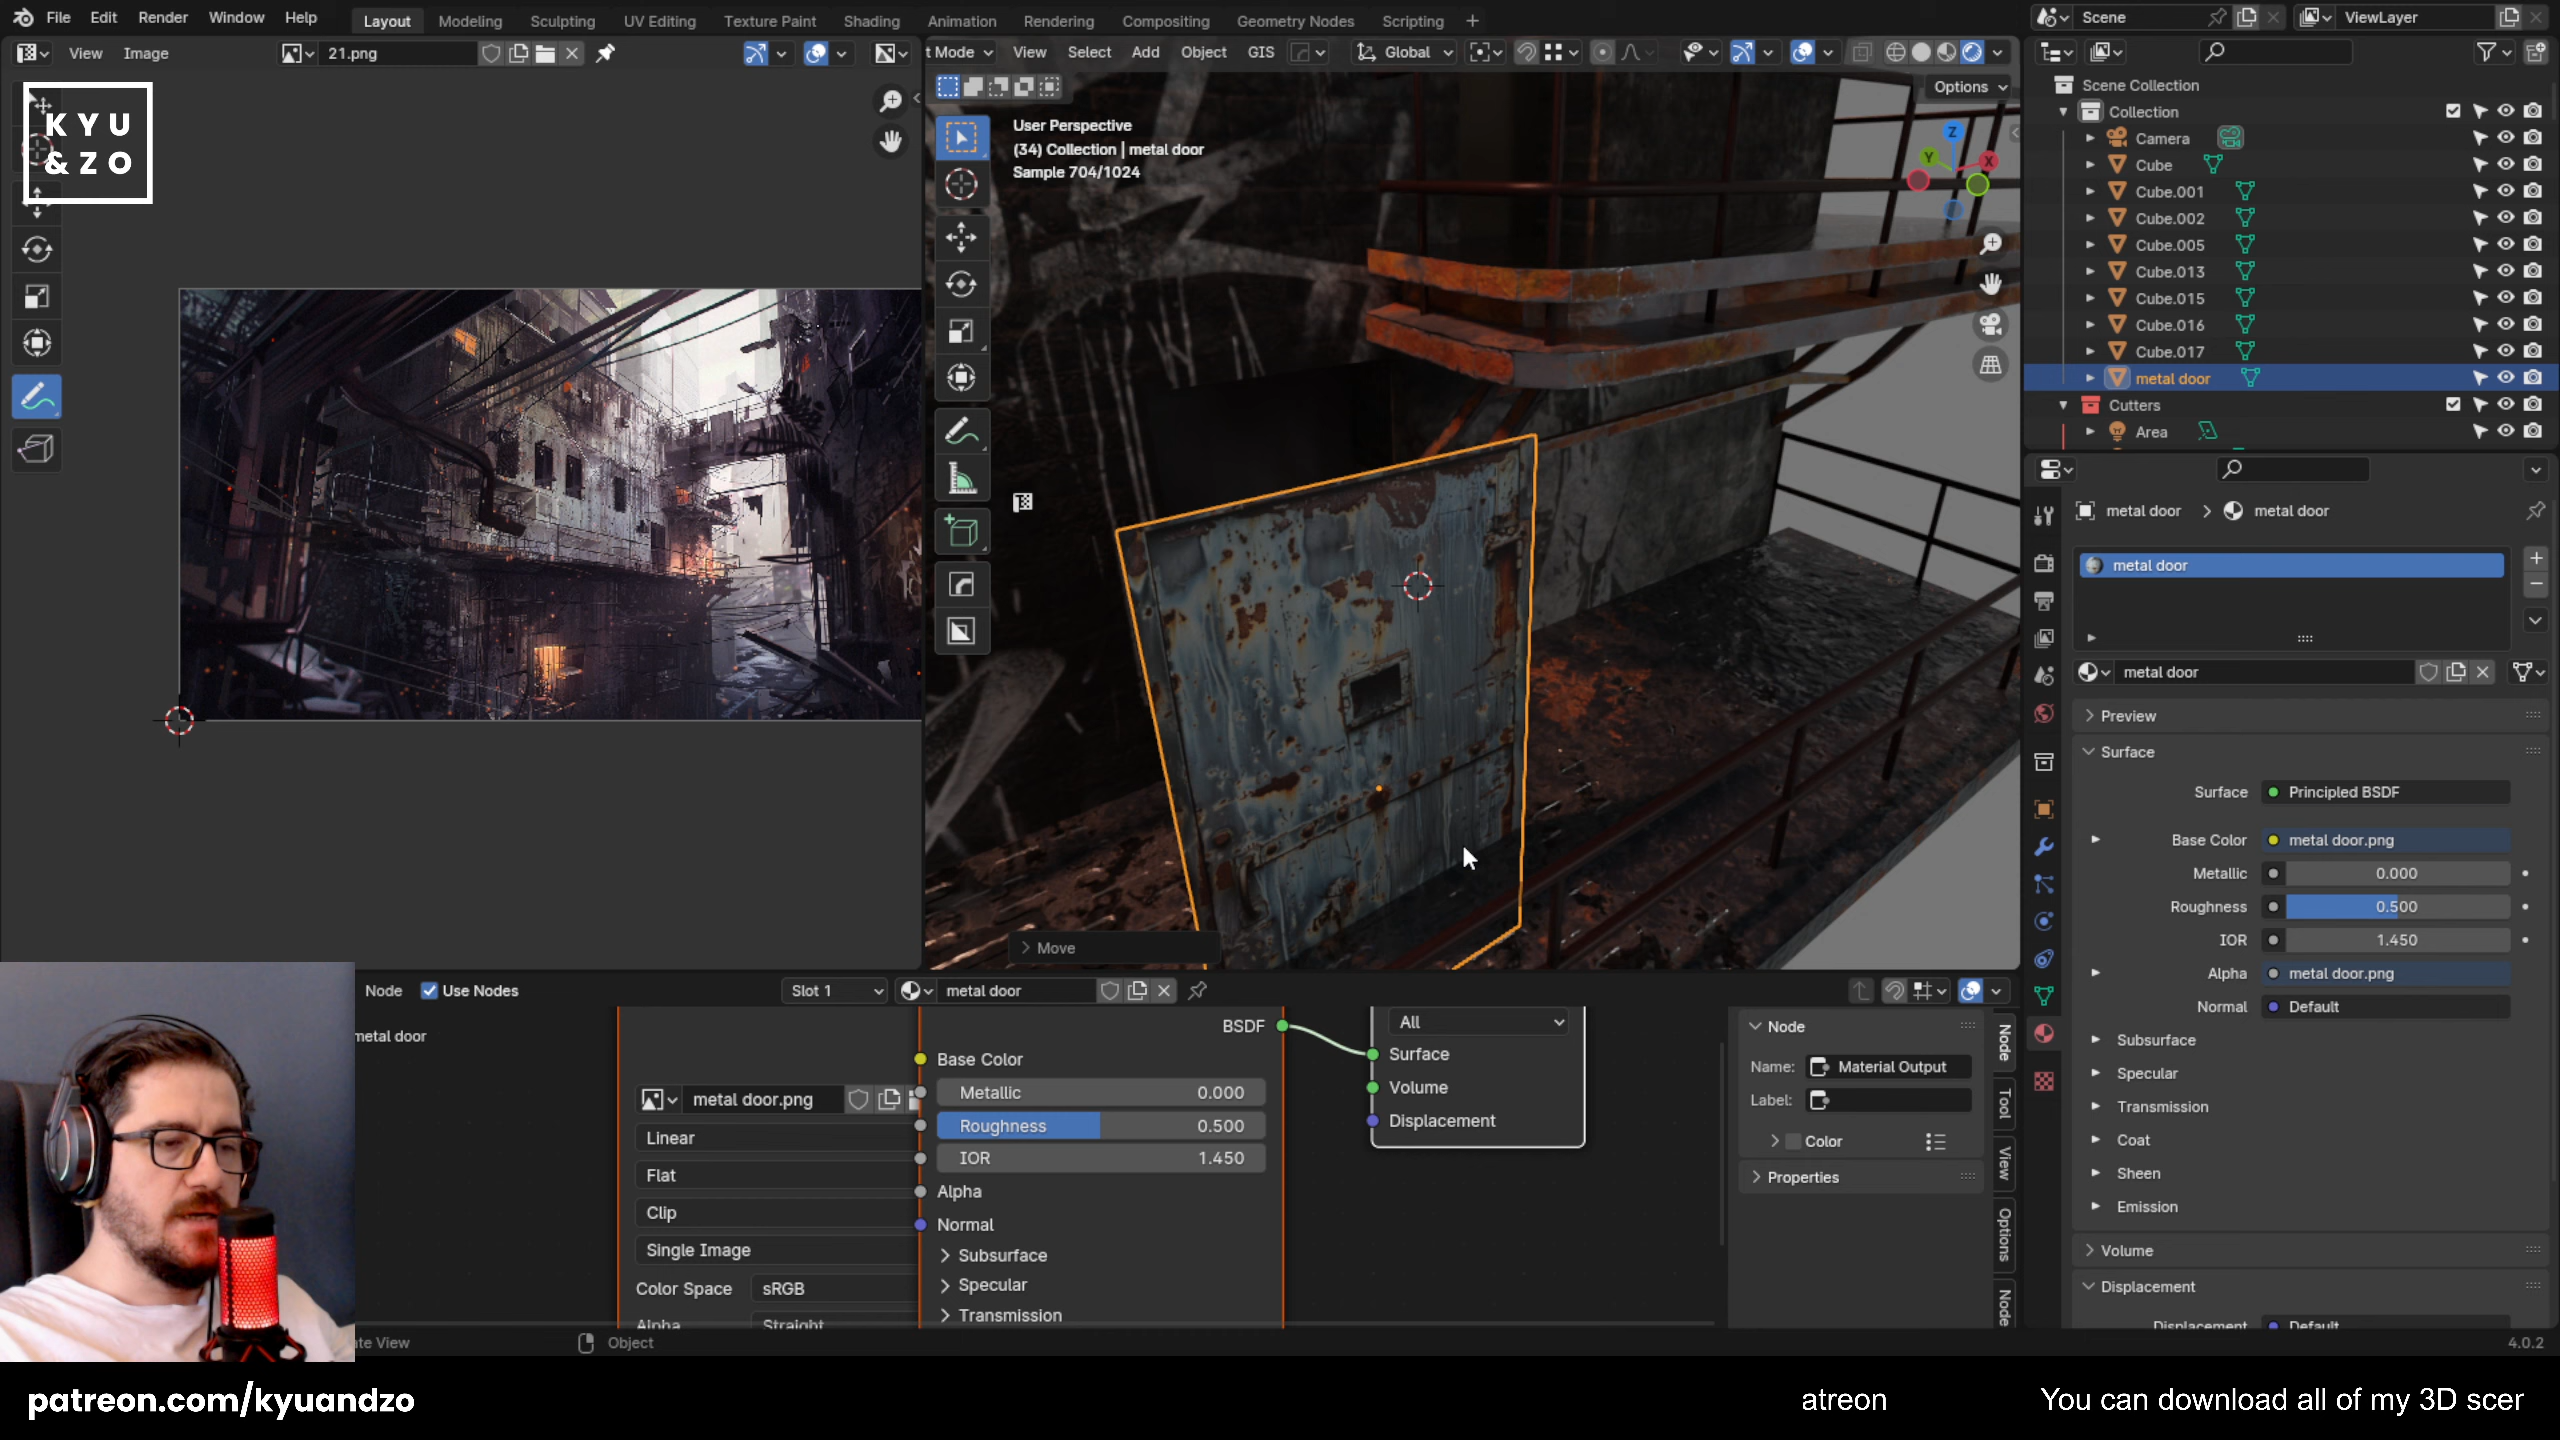 File Edit Render Window Help
Layout Modeling Sculpting UV Editing Texture Paint Shading Animation Rendering Compositing Geometry Nodes Scripting +
Scene
ViewLayer
View Image
21.png
t Mode View Select Add Object GIS
Global
Options
KYU
&ZO
User Perspective
(34) Collection | metal door
Sample 704/1024
Z
Y
X
Move
Scene Collection
Collection
Camera
Cube
Cube.001
Cube.002
Cube.005
Cube.013
Cube.015
Cube.016
Cube.017
metal door
Cutters
Area
metal door > metal door
metal door
metal door
Preview
Surface
Surface Principled BSDF
Base Color metal door.png
Metallic 0.000
Roughness 0.500
IOR 1.450
Alpha metal door.png
Normal Default
Subsurface
Specular
Transmission
Coat
Sheen
Emission
Volume
Displacement
Displacement Default
Node Use Nodes
Slot 1
metal door
metal door
metal door.png
Linear
Flat
Clip
Single Image
Color Space sRGB
Alpha Straight
BSDF
Base Color
Metallic 0.000
Roughness 0.500
IOR 1.450
Alpha
Normal
Subsurface
Specular
Transmission
All
Surface
Volume
Displacement
Node
Name: Material Output
Label:
Color
Properties
Node
Tool
View
Options
Node
te View
Object
4.0.2
patreon.com/kyuandzo
atreon
You can download all of my 3D scer